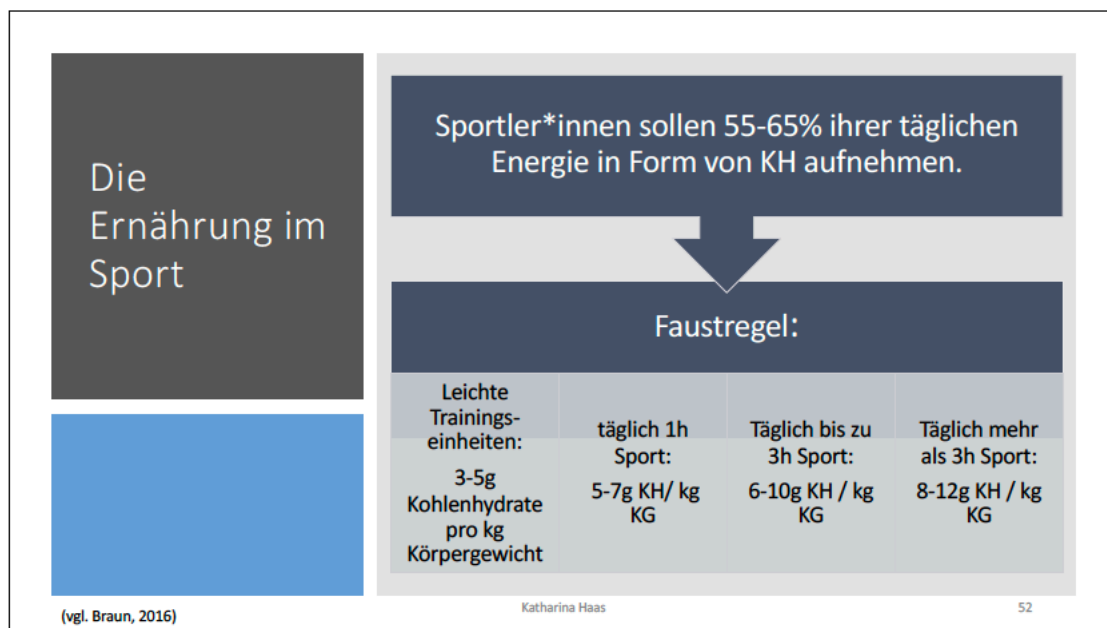 Die
Ernährung im
Sport
Sportler*innen sollen 55-65% ihrer täglichen
Energie in Form von KH aufnehmen.
Faustregel:
Leichte
Trainings-
einheiten:
3-5g
Kohlenhydrate
pro kg
Körpergewicht
täglich 1h
Sport:
5-7g KH/ kg
KG
Täglich bis zu
3h Sport:
6-10g KH / kg
KG
Täglich mehr
als 3h Sport:
8-12g KH / kg
KG
(vgl. Braun, 2016)
Katharina Haas
52